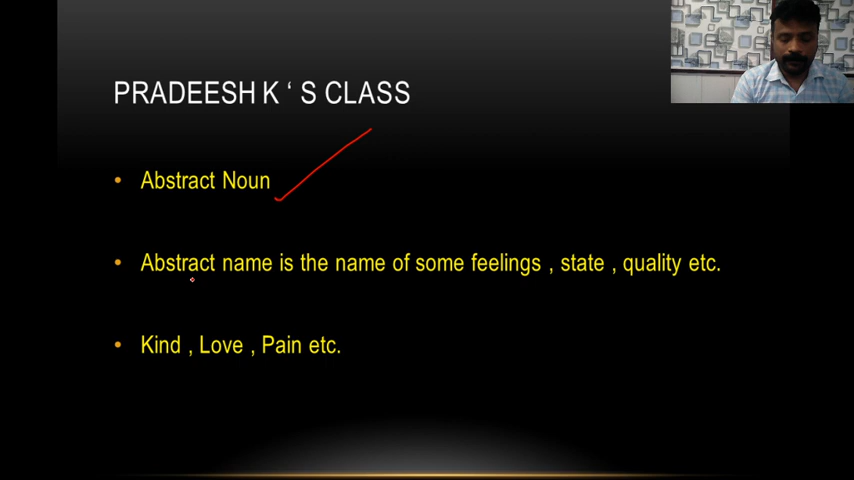 PRADEESH K ‘ S CLASS
• Abstract Noun
• Abstract name is the name of some feelings , state , quality etc.
• Kind , Love , Pain etc.